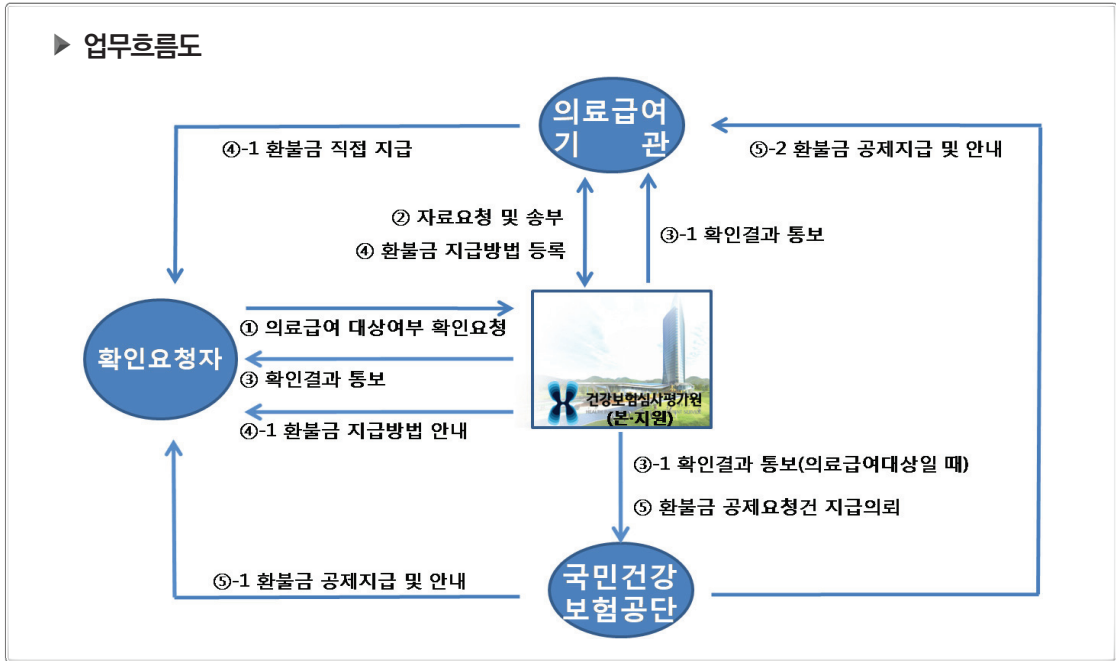 ▶ 업무흐름도
의료급여
기 관
④-1 환불금 직접 지급
⑤-2 환불금 공제지급 및 안내
② 자료요청 및 송부
④ 환불금 지급방법 등록
③-1 확인결과 통보
확인요청자
① 의료급여 대상여부 확인요청
③ 확인결과 통보
④-1 환불금 지급방법 안내
건강보험심사평가원
(본·지원)
③-1 확인결과 통보(의료급여대상일 때)
⑤ 환불금 공제요청건 지급의뢰
⑤-1 환불금 공제지급 및 안내
국민건강
보험공단